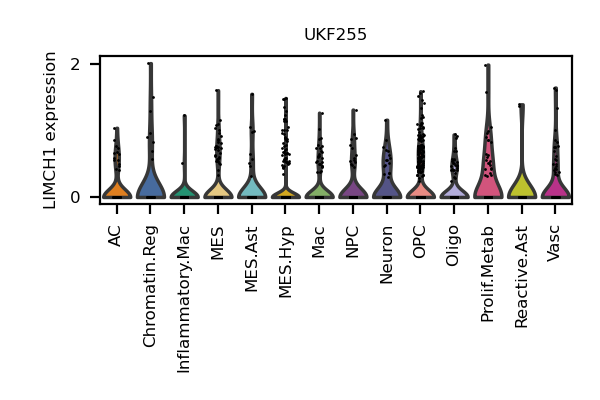 UKF255
LIMCH1 expression
2
0
AC
Chromatin.Reg
Inflammatory.Mac
MES
MES.Ast
MES.Hyp
Mac
NPC
Neuron
OPC
Oligo
Prolif.Metab
Reactive.Ast
Vasc